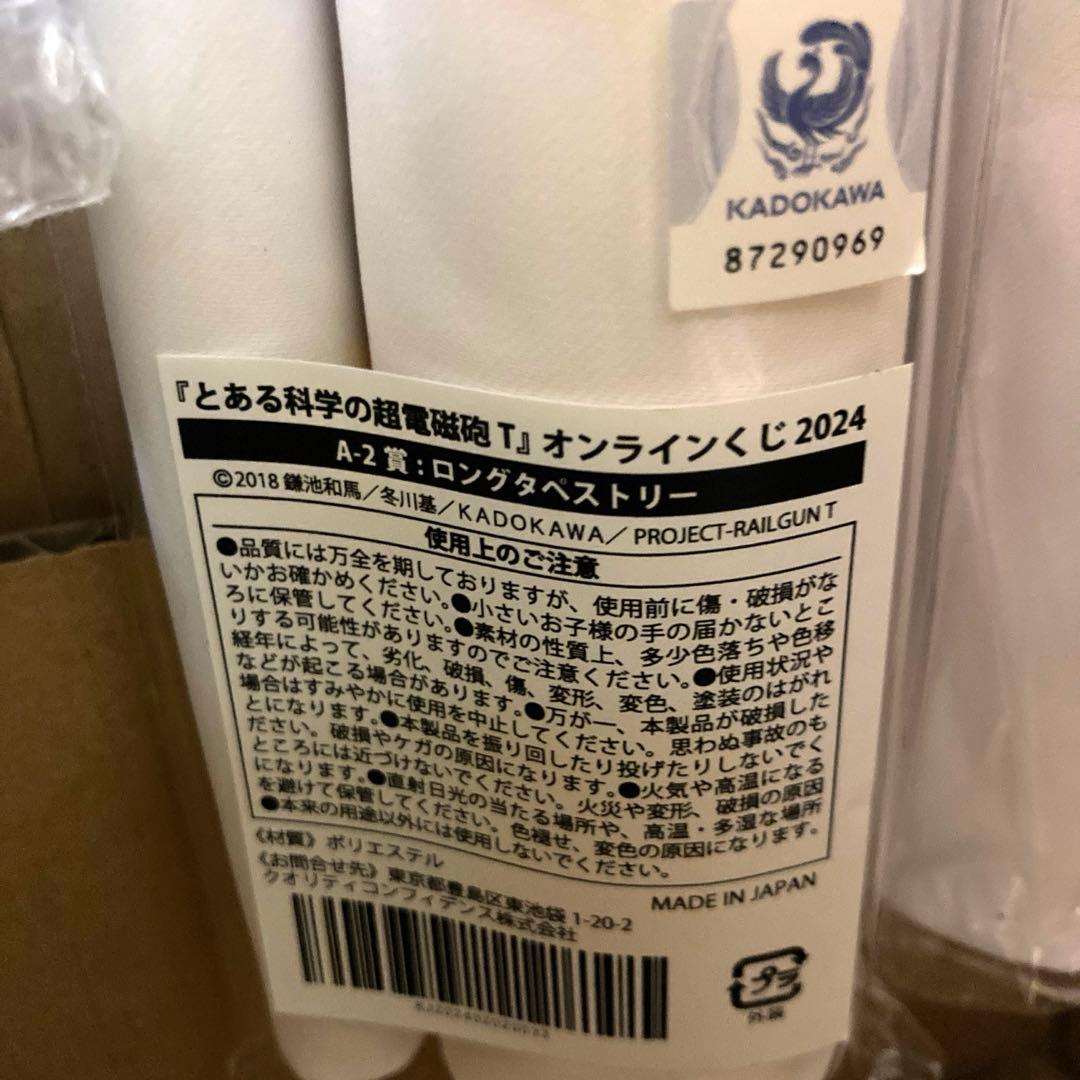 KADOKAWA
87290969
『とある科学の超電磁砲T』オンラインくじ2024
A-2賞：ロングタペストリー
©2018 鎌池和馬／冬川基／KADOKAWA／PROJECT-RAILGUN T
使用上のご注意
●品質には万全を期しておりますが、使用前に傷・破損がな
いかお確かめください。●小さいお子様の手の届かないとこ
ろに保管してください。●素材の性質上、多少色落ちや色移
りする可能性がありますのでご注意ください。●使用状況や
経年によって、劣化、破損、傷、変形、変色、塗装のはがれ
などが起こる場合があります。●万が一、本製品が破損した
場合はすみやかに使用を中止してください。思わぬ事故のも
とになります。●本製品を振り回したり投げたりしないでく
ださい。破損やケガの原因になります。●火気や高温になる
ところには近づけないでください。火災や変形、破損の原因
になります。●直射日光の当たる場所や、高温・多湿な場所
を避けて保管してください。色褪せ、変色の原因になります。
●本来の用途以外には使用しないでください。
《材質》ポリエステル
MADE IN JAPAN
《お問合せ先》東京都豊島区東池袋1-20-2
クオリティコンフィデンス株式会社
プラ
外装